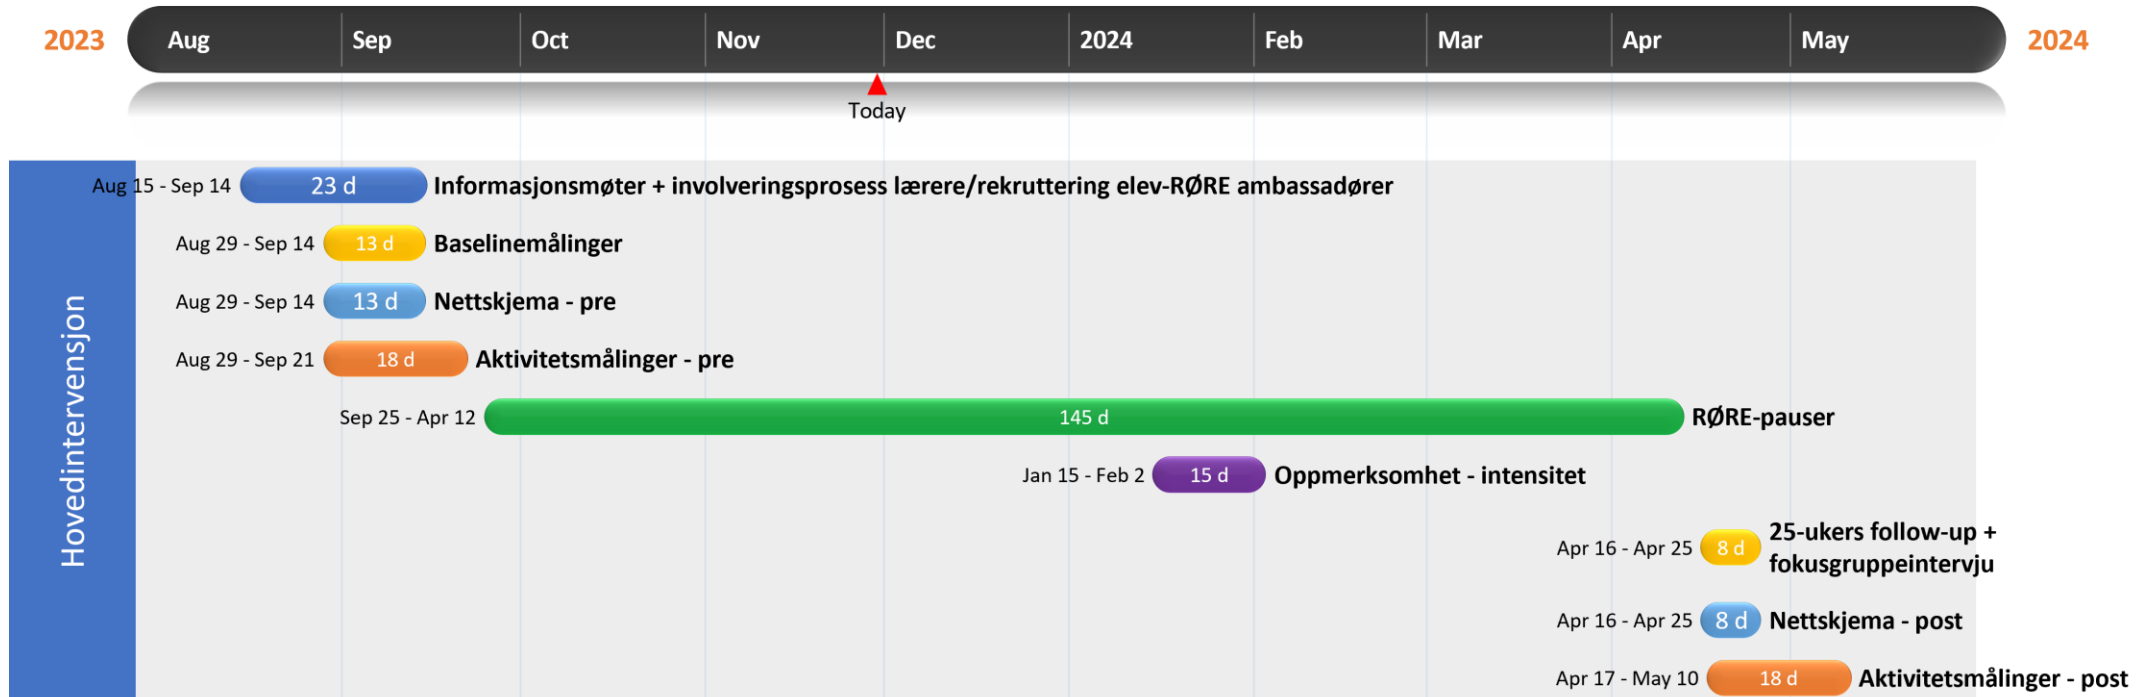 2023 Aug Sep Oct Nov Dec 2024 Feb Mar Apr May 2024
Today
Hovedintervensjon
Aug 15 - Sep 14 23 d Informasjonsmøter + involveringsprosess lærere/rekruttering elev-RØRE ambassadører
Aug 29 - Sep 14 13 d Baselinemålinger
Aug 29 - Sep 14 13 d Nettskjema - pre
Aug 29 - Sep 21 18 d Aktivitetsmålinger - pre
Sep 25 - Apr 12 145 d RØRE-pauser
Jan 15 - Feb 2 15 d Oppmerksomhet - intensitet
Apr 16 - Apr 25 8 d 25-ukers follow-up +
fokusgruppeintervju
Apr 16 - Apr 25 8 d Nettskjema - post
Apr 17 - May 10 18 d Aktivitetsmålinger - post